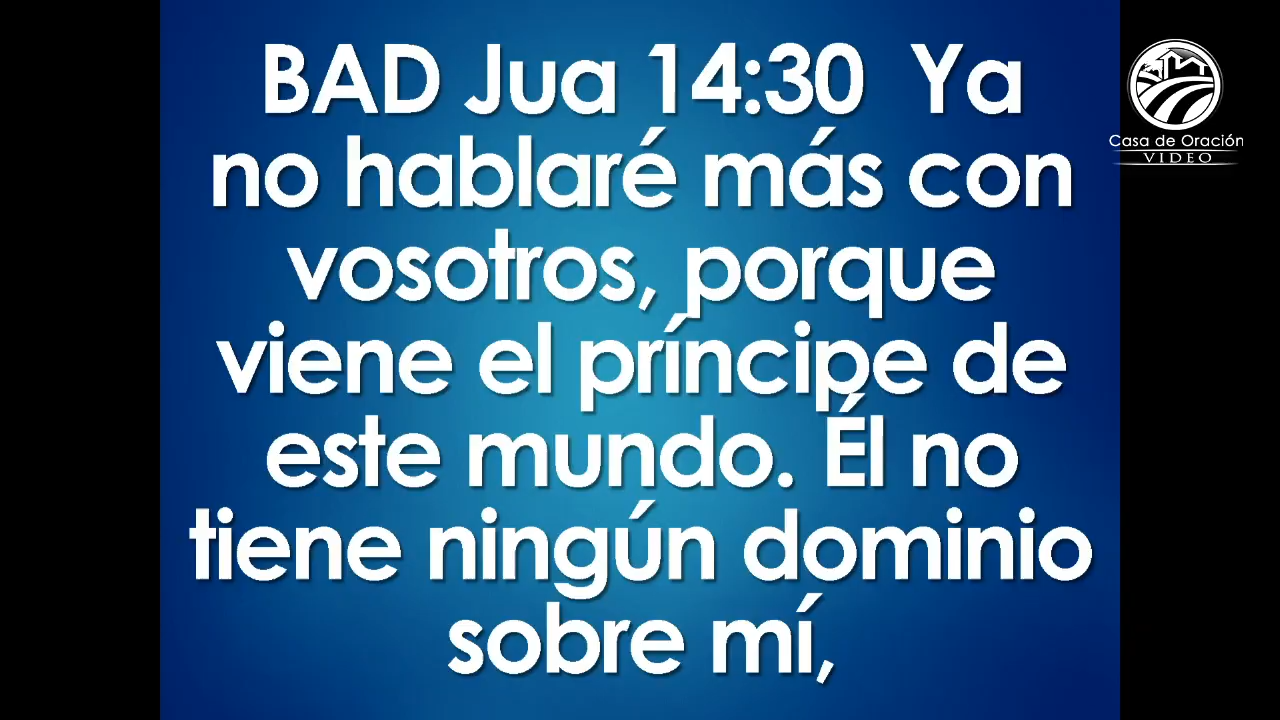 BAD Jua 14:30 Ya
no hablaré más con
vosotros, porque
viene el príncipe de
este mundo. Él no
tiene ningún dominio
sobre mí,
Casa de Oración
VIDEO